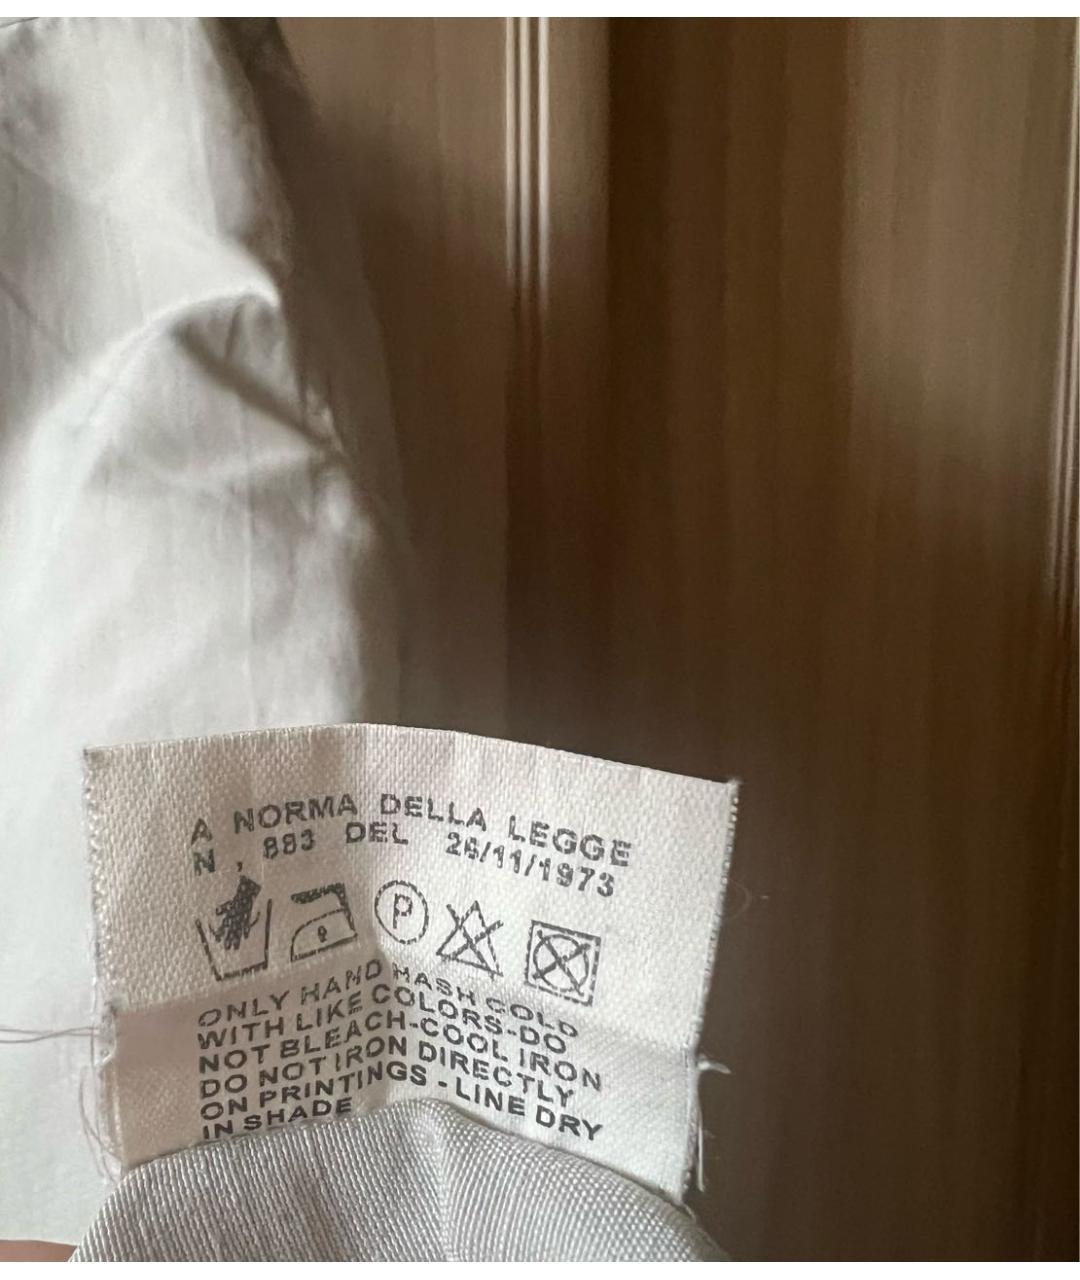 A NORMA DELLA LEGGE
N, 883 DEL 26/11/1973
P
ONLY HAND WASH COLD
WITH LIKE COLORS-DO
NOT BLEACH-COOL IRON
DO NOT IRON DIRECTLY
ON PRINTINGS - LINE DRY
IN SHADE